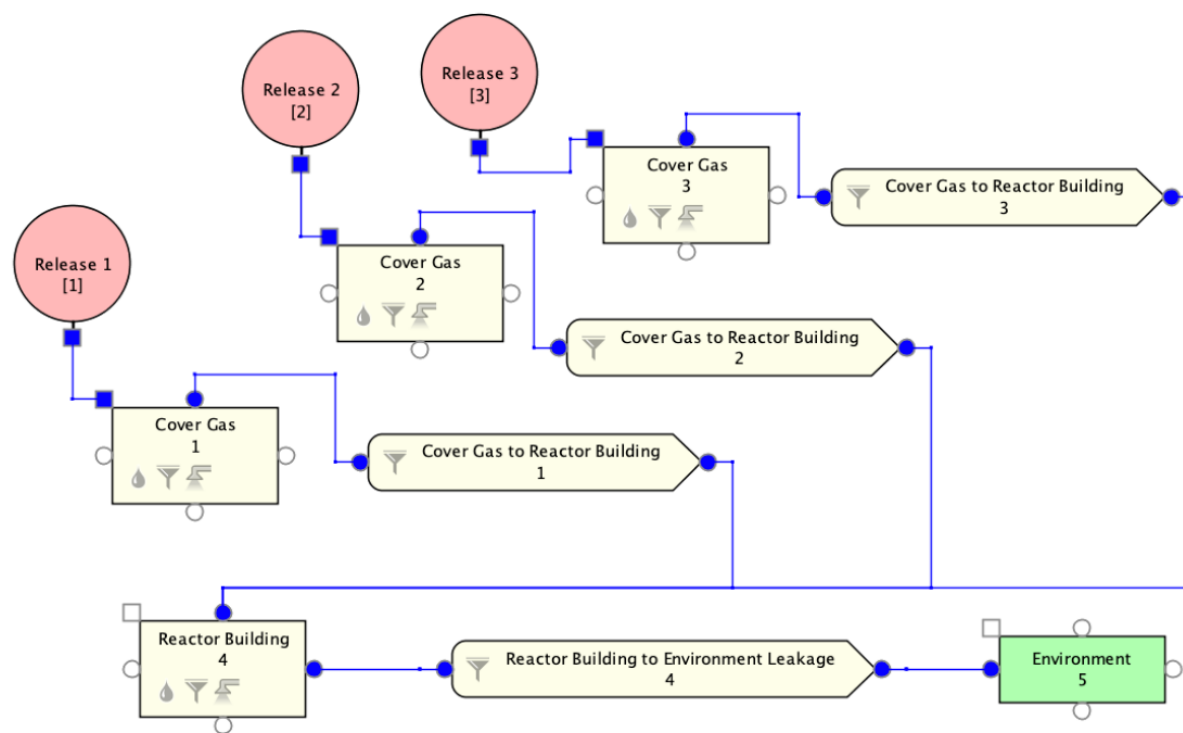 Release 3
[3]
Release 2
[2]
Cover Gas
3
Cover Gas to Reactor Building
3
Release 1
[1]
Cover Gas
2
Cover Gas to Reactor Building
2
Cover Gas
1
Cover Gas to Reactor Building
1
Reactor Building
4
Reactor Building to Environment Leakage
4
Environment
5